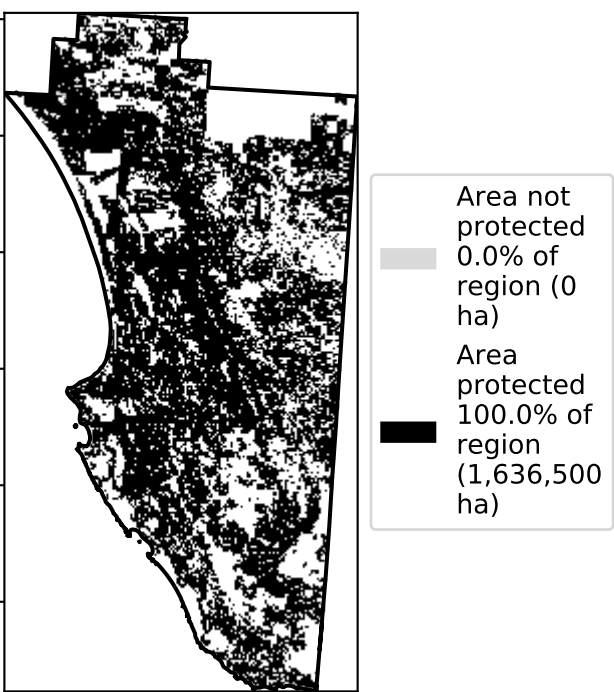 Area not
protected
0.0% of
region (0
ha)
Area
protected
100.0% of
region
(1,636,500
ha)